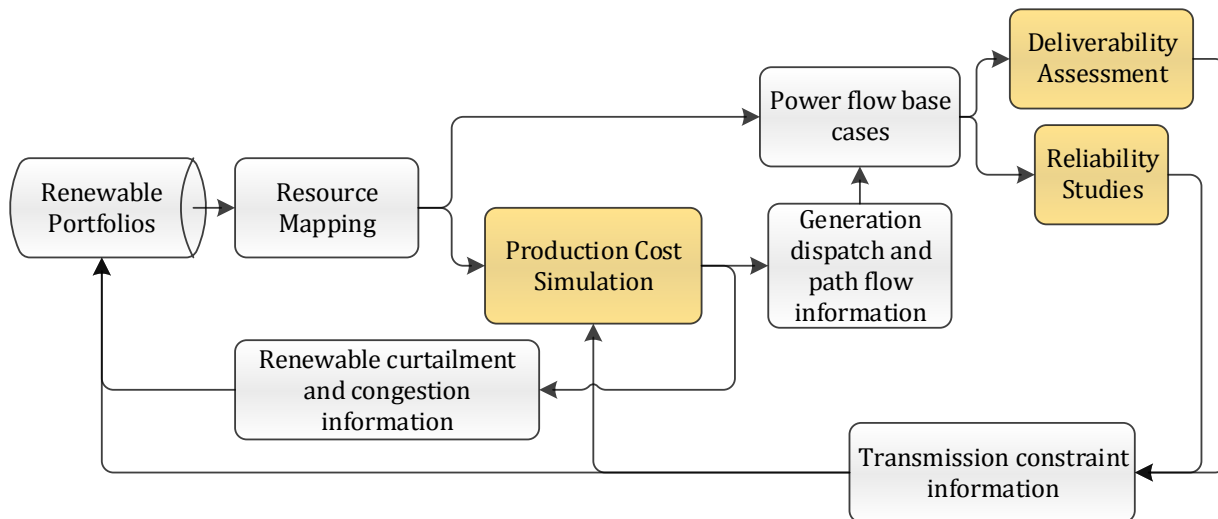 Deliverability
Assessment
Power flow base
cases
Reliability
Studies
Renewable
Portfolios
Resource
Mapping
Production Cost
Simulation
Generation
dispatch and
path flow
information
Renewable curtailment
and congestion
information
Transmission constraint
information